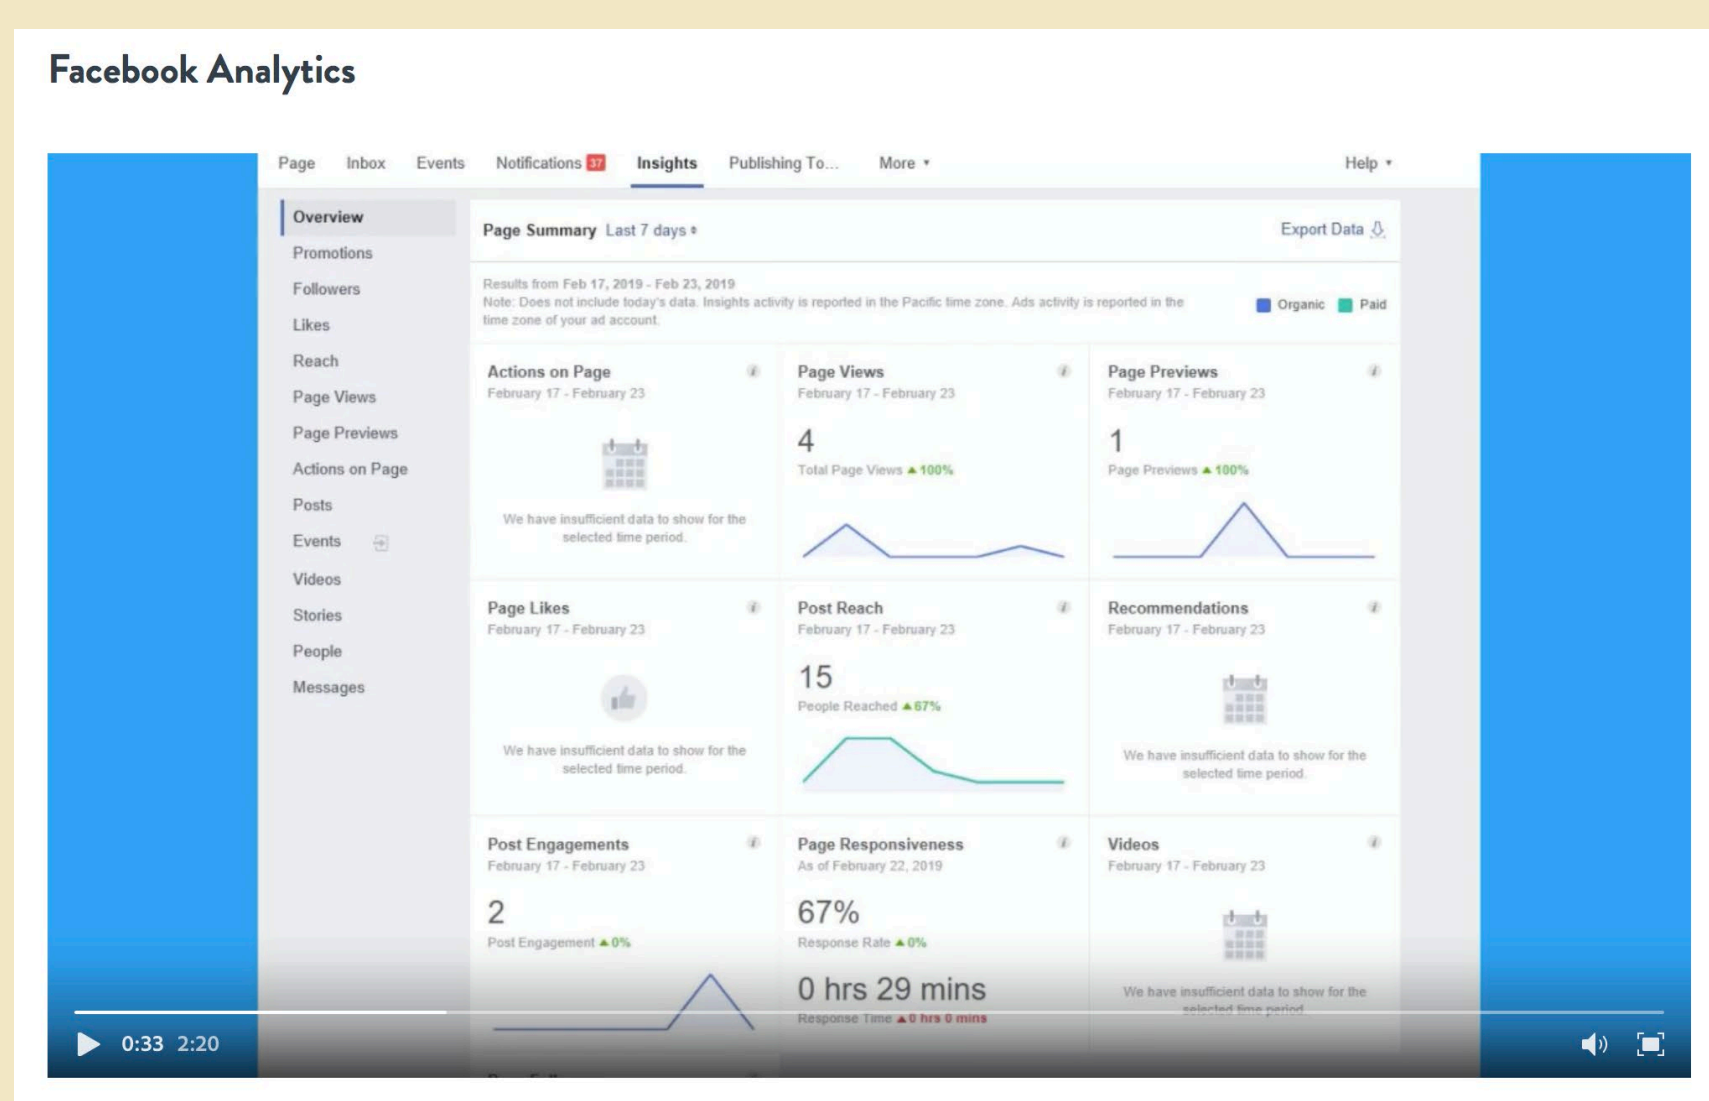 Facebook Analytics
Page Inbox Events Notifications 37 Insights Publishing To... More Help
Overview
Promotions
Followers
Likes
Reach
Page Views
Page Previews
Actions on Page
Posts
Events
Videos
Stories
People
Messages
Page Summary Last 7 days
Export Data
Results from Feb 17, 2019 - Feb 23, 2019
Note: Does not include today's data. Insights activity is reported in the Pacific time zone. Ads activity is reported in the
time zone of your ad account.
Organic Paid
Actions on Page
February 17 - February 23
We have insufficient data to show for the
selected time period.
Page Views
February 17 - February 23
4
Total Page Views ▲ 100%
Page Previews
February 17 - February 23
1
Page Previews ▲ 100%
Page Likes
February 17 - February 23
We have insufficient data to show for the
selected time period.
Post Reach
February 17 - February 23
15
People Reached ▲ 67%
Recommendations
February 17 - February 23
We have insufficient data to show for the
selected time period.
Post Engagements
February 17 - February 23
2
Post Engagement ▲ 0%
Page Responsiveness
As of February 22, 2019
67%
Response Rate ▲ 0%
0 hrs 29 mins
Response Time ▲ 0 hrs 0 mins
Videos
February 17 - February 23
We have insufficient data to show for the
selected time period.
0:33 2:20